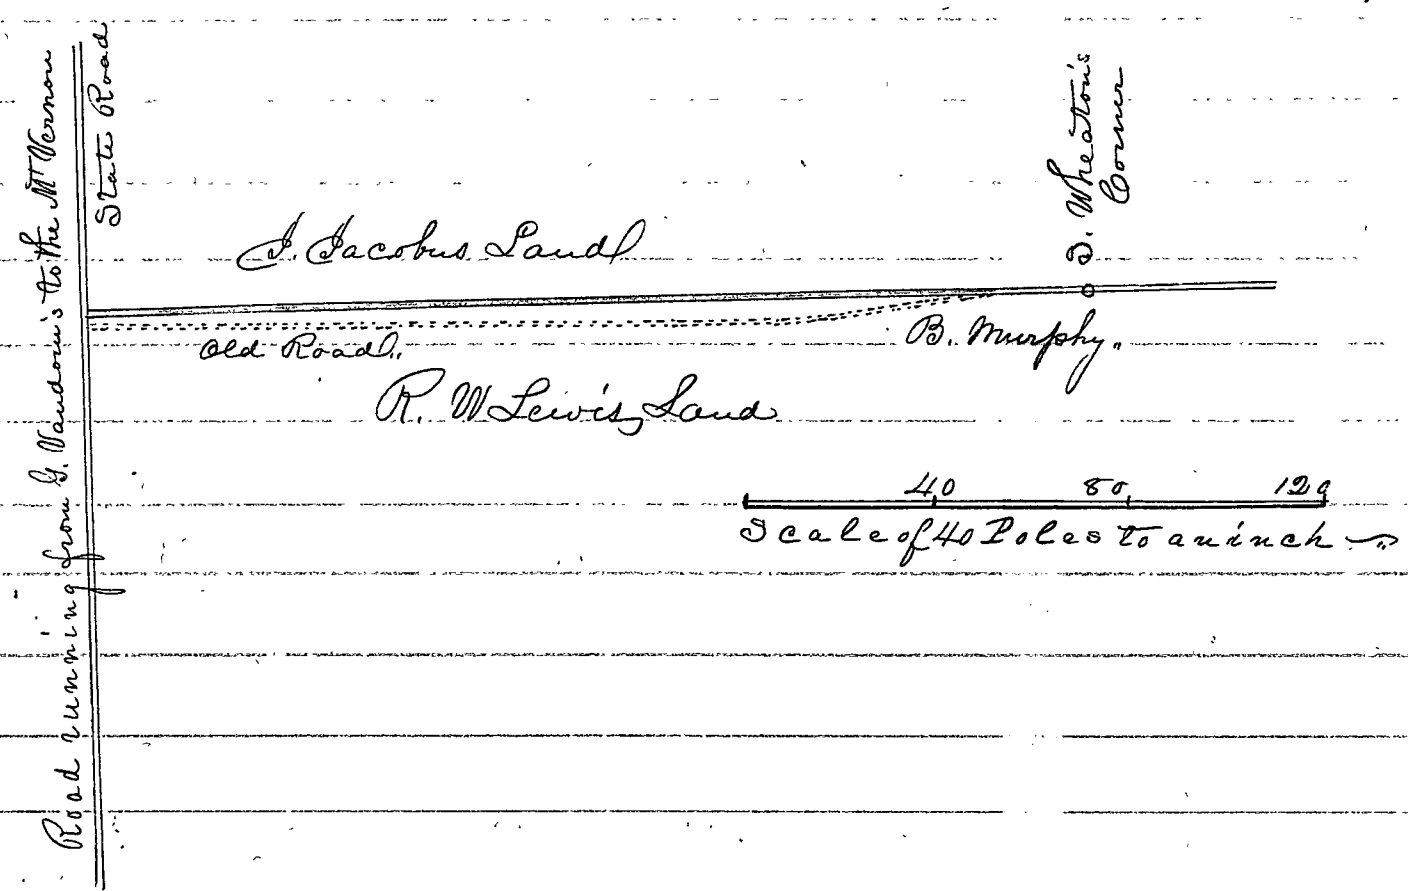 Road running from G. Vandorn's to the Mt Vernon
State Road
J. Jacobus Land
B. Wheaton's
Corner
Old Road.
B. Murphy.
R. W Lewis, Land
40 80 120
Scale of 40 Poles to an inch